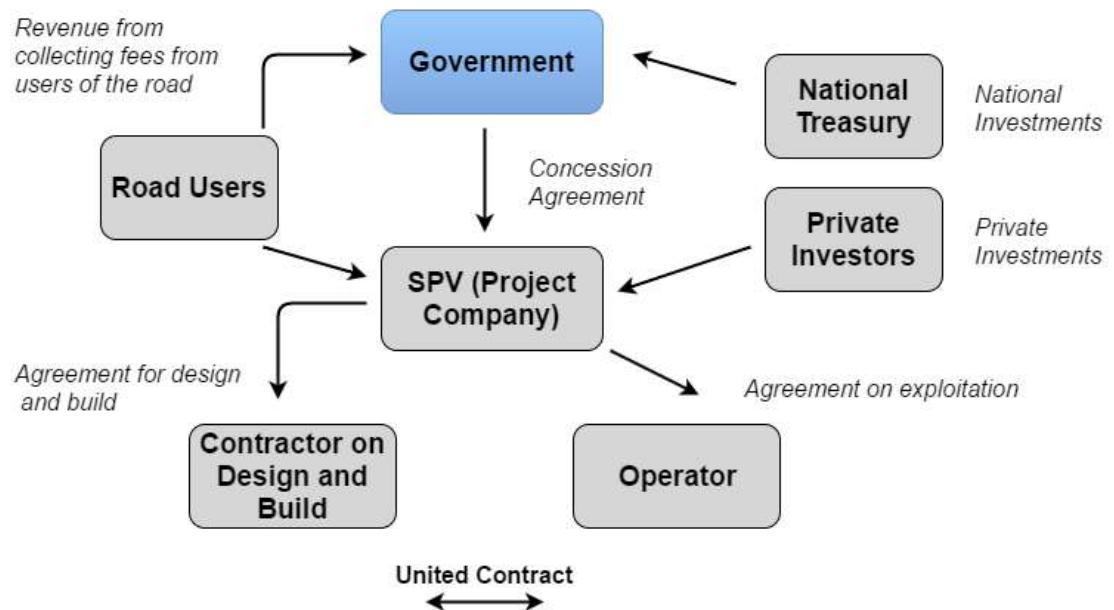 Revenue from
collecting fees from
users of the road
Government
National
Treasury
National
Investments
Road Users
Concession
Agreement
Private
Investors
Private
Investments
SPV (Project
Company)
Agreement for design
and build
Agreement on exploitation
Contractor on
Design and
Build
Operator
United Contract